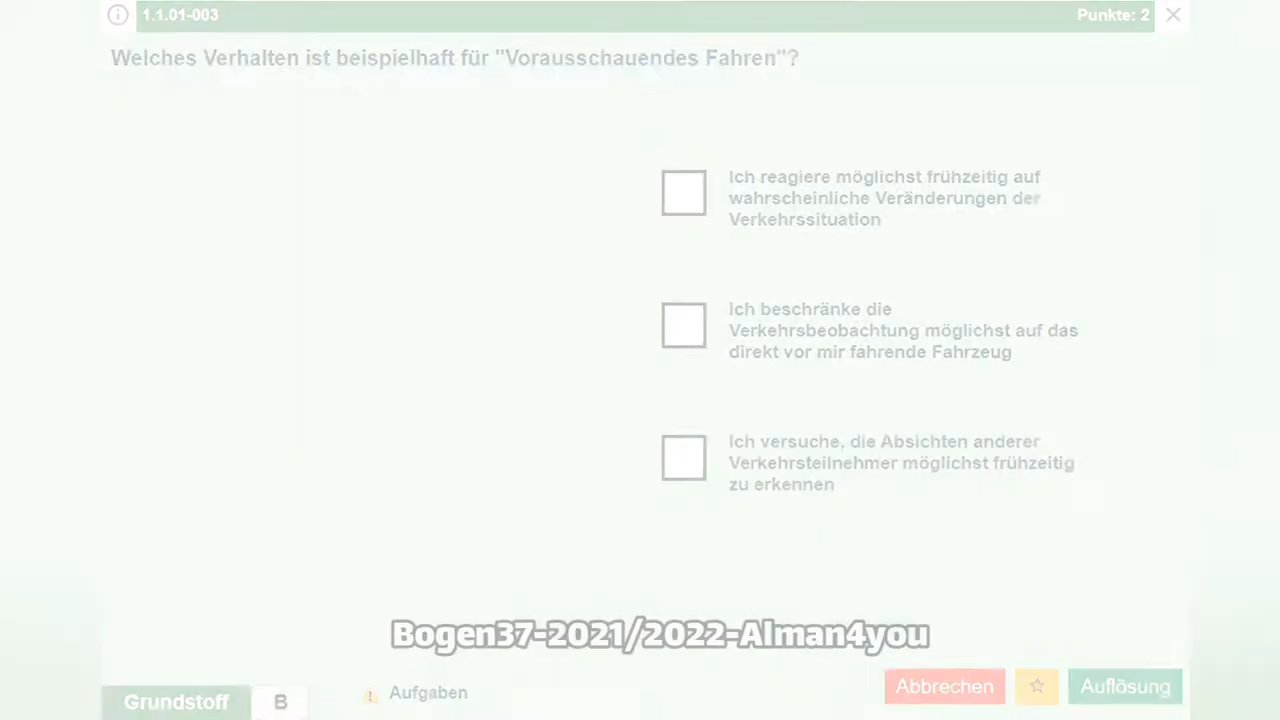 1.1.01-003
Punkte: 2
Welches Verhalten ist beispielhaft für "Vorausschauendes Fahren"?
Ich reagiere möglichst frühzeitig auf
wahrscheinliche Veränderungen der
Verkehrssituation
Ich beschränke die
Verkehrsbeobachtung möglichst auf das
direkt vor mir fahrende Fahrzeug
Ich versuche, die Absichten anderer
Verkehrsteilnehmer möglichst frühzeitig
zu erkennen
Bogen37-2021/2022-Alman4you
Grundstoff
B
Aufgaben
Abbrechen
Auflösung